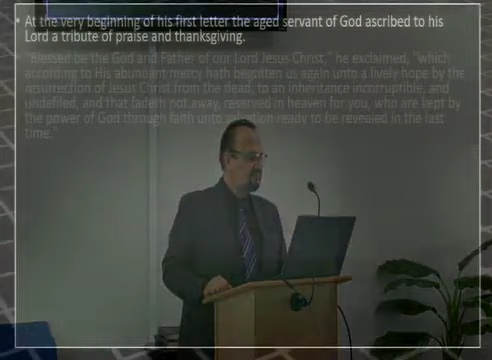 • At the very beginning of his first letter the aged servant of God ascribed to his
Lord a tribute of praise and thanksgiving.
• "Blessed be the God and Father of our Lord Jesus Christ," he exclaimed, "which
according to His abundant mercy hath begotten us again unto a lively hope by the
resurrection of Jesus Christ from the dead, to an inheritance incorruptible, and
undefiled, and that fadeth not away, reserved in heaven for you, who are kept by
the power of God through faith unto salvation ready to be revealed in the last
time."